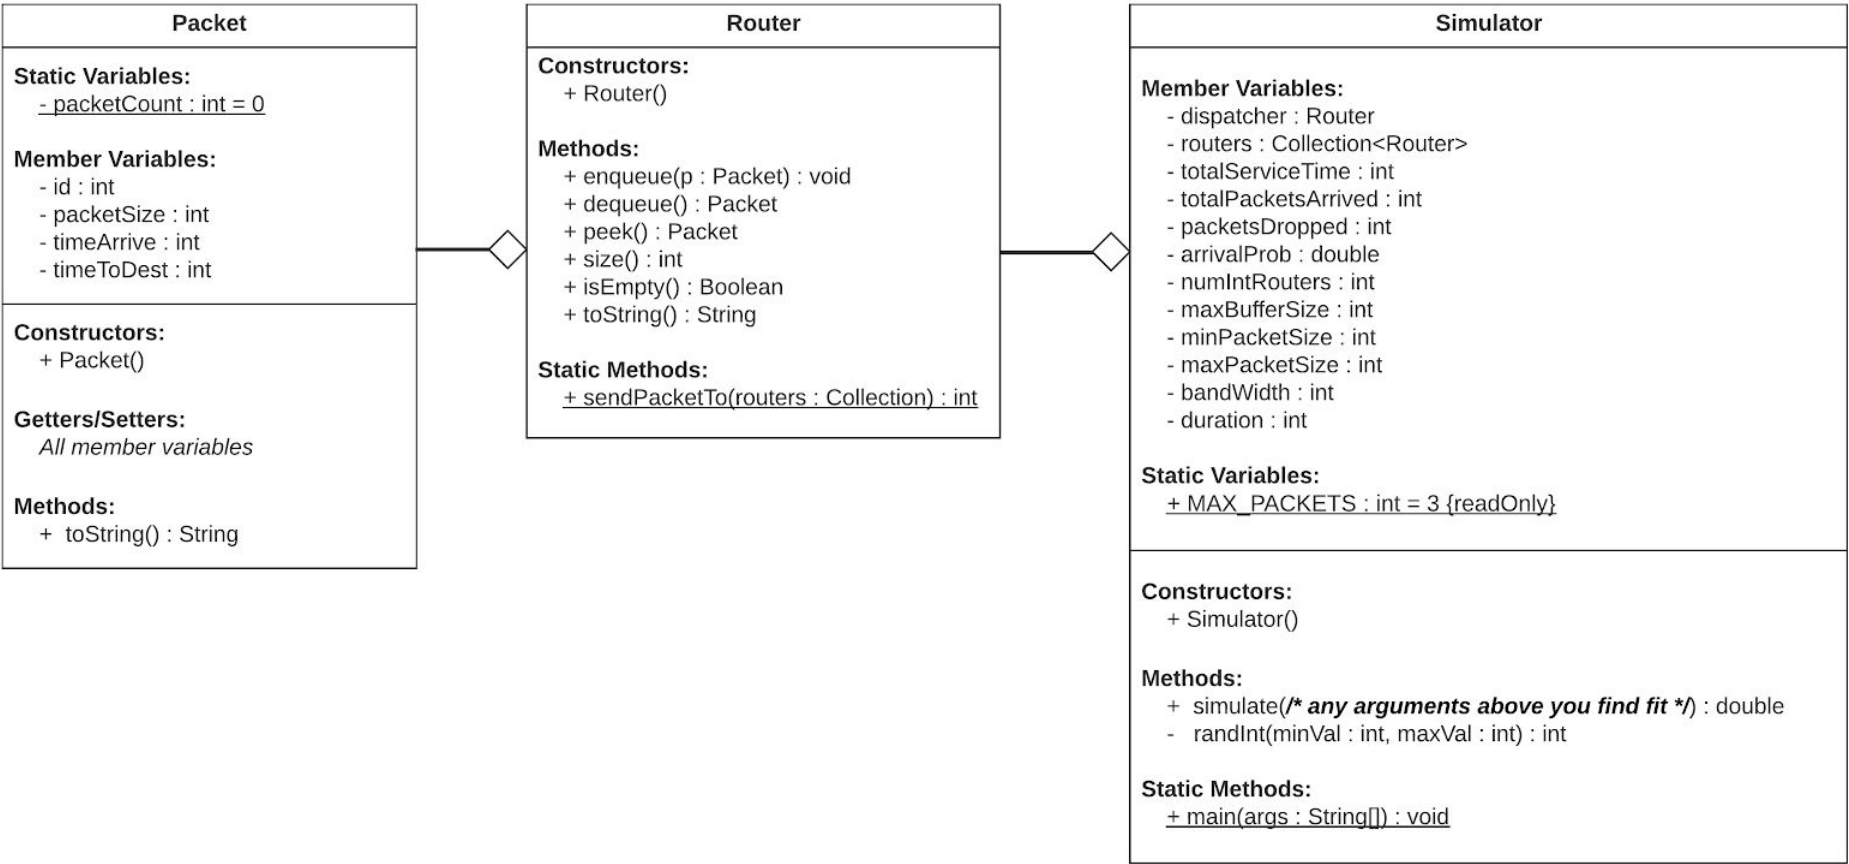 Packet
Static Variables:
- packetCount : int = 0
Member Variables:
- id : int
- packetSize : int
- timeArrive : int
- timeToDest : int
Constructors:
+ Packet()
Getters/Setters:
All member variables
Methods:
+ toString() : String
Router
Constructors:
+ Router()
Methods:
+ enqueue(p : Packet) : void
+ dequeue() : Packet
+ peek() : Packet
+ size() : int
+ isEmpty() : Boolean
+ toString() : String
Static Methods:
+ sendPacketTo(routers : Collection) : int
Simulator
Member Variables:
- dispatcher : Router
- routers : Collection<Router>
- totalServiceTime : int
- totalPacketsArrived : int
- packetsDropped : int
- arrivalProb : double
- numIntRouters : int
- maxBufferSize : int
- minPacketSize : int
- maxPacketSize : int
- bandWidth : int
- duration : int
Static Variables:
+ MAX_PACKETS : int = 3 {readOnly}
Constructors:
+ Simulator()
Methods:
+ simulate(/* any arguments above you find fit */) : double
- randInt(minVal : int, maxVal : int) : int
Static Methods:
+ main(args : String[]) : void